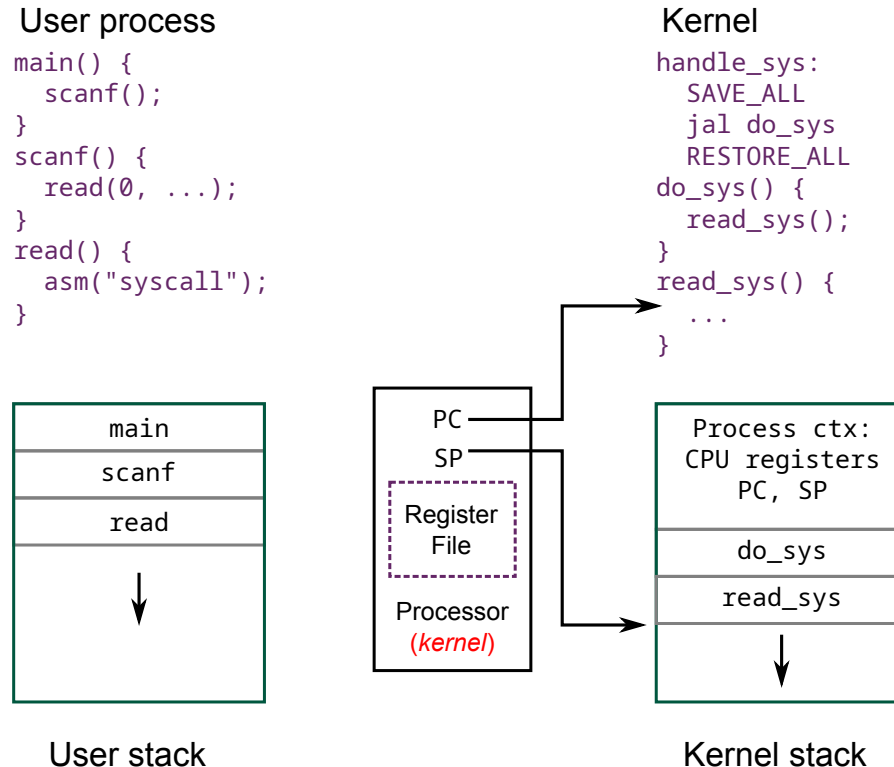 User process
main() {
  scanf();
}
scanf() {
  read(0, ...);
}
read() {
  asm("syscall");
}
Kernel
handle_sys:
  SAVE_ALL
  jal do_sys
  RESTORE_ALL
do_sys() {
  read_sys();
}
read_sys() {
  ...
}
main
scanf
read
User stack
PC
SP
Register
File
Processor
(kernel)
Process ctx:
CPU registers
PC, SP
do_sys
read_sys
Kernel stack